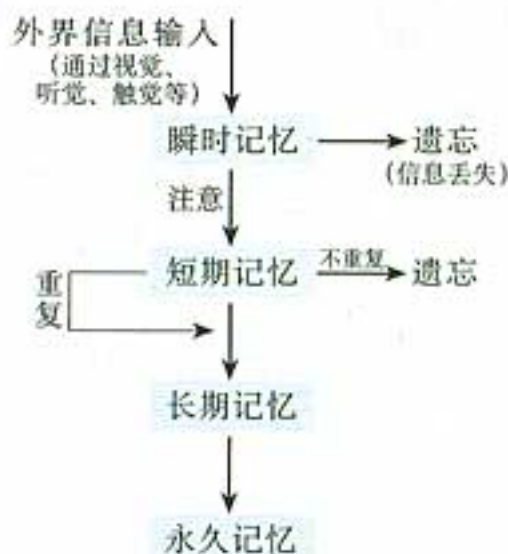 外界信息输入
(通过视觉、
听觉、触觉等)
瞬时记忆
遗忘
(信息丢失)
注意
短期记忆
不重复
遗忘
重复
长期记忆
永久记忆